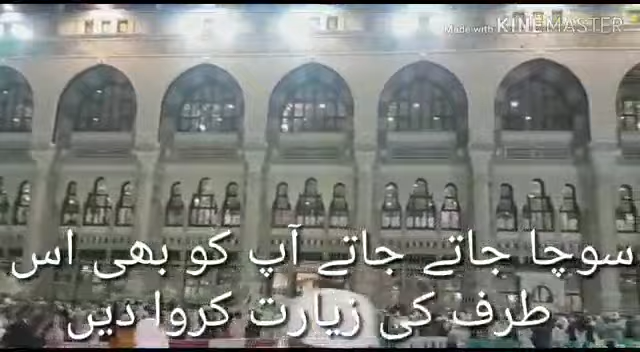 Made with KINEMASTER
سوچا جاتے جاتے آپ کو بھی اس
طرف کی زیارت کروا دیں